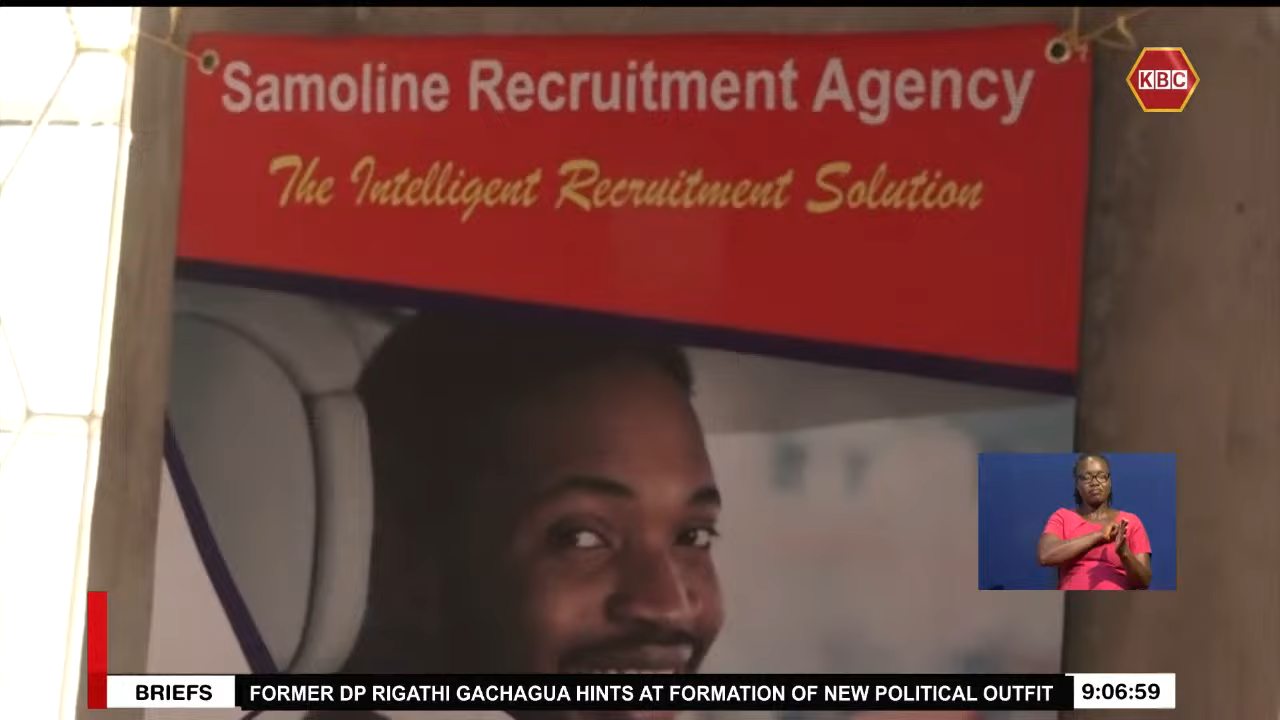 Samoline Recruitment Agency
KBC
The Intelligent Recruitment Solution
BRIEFS
FORMER DP RIGATHI GACHAGUA HINTS AT FORMATION OF NEW POLITICAL OUTFIT
9:06:59